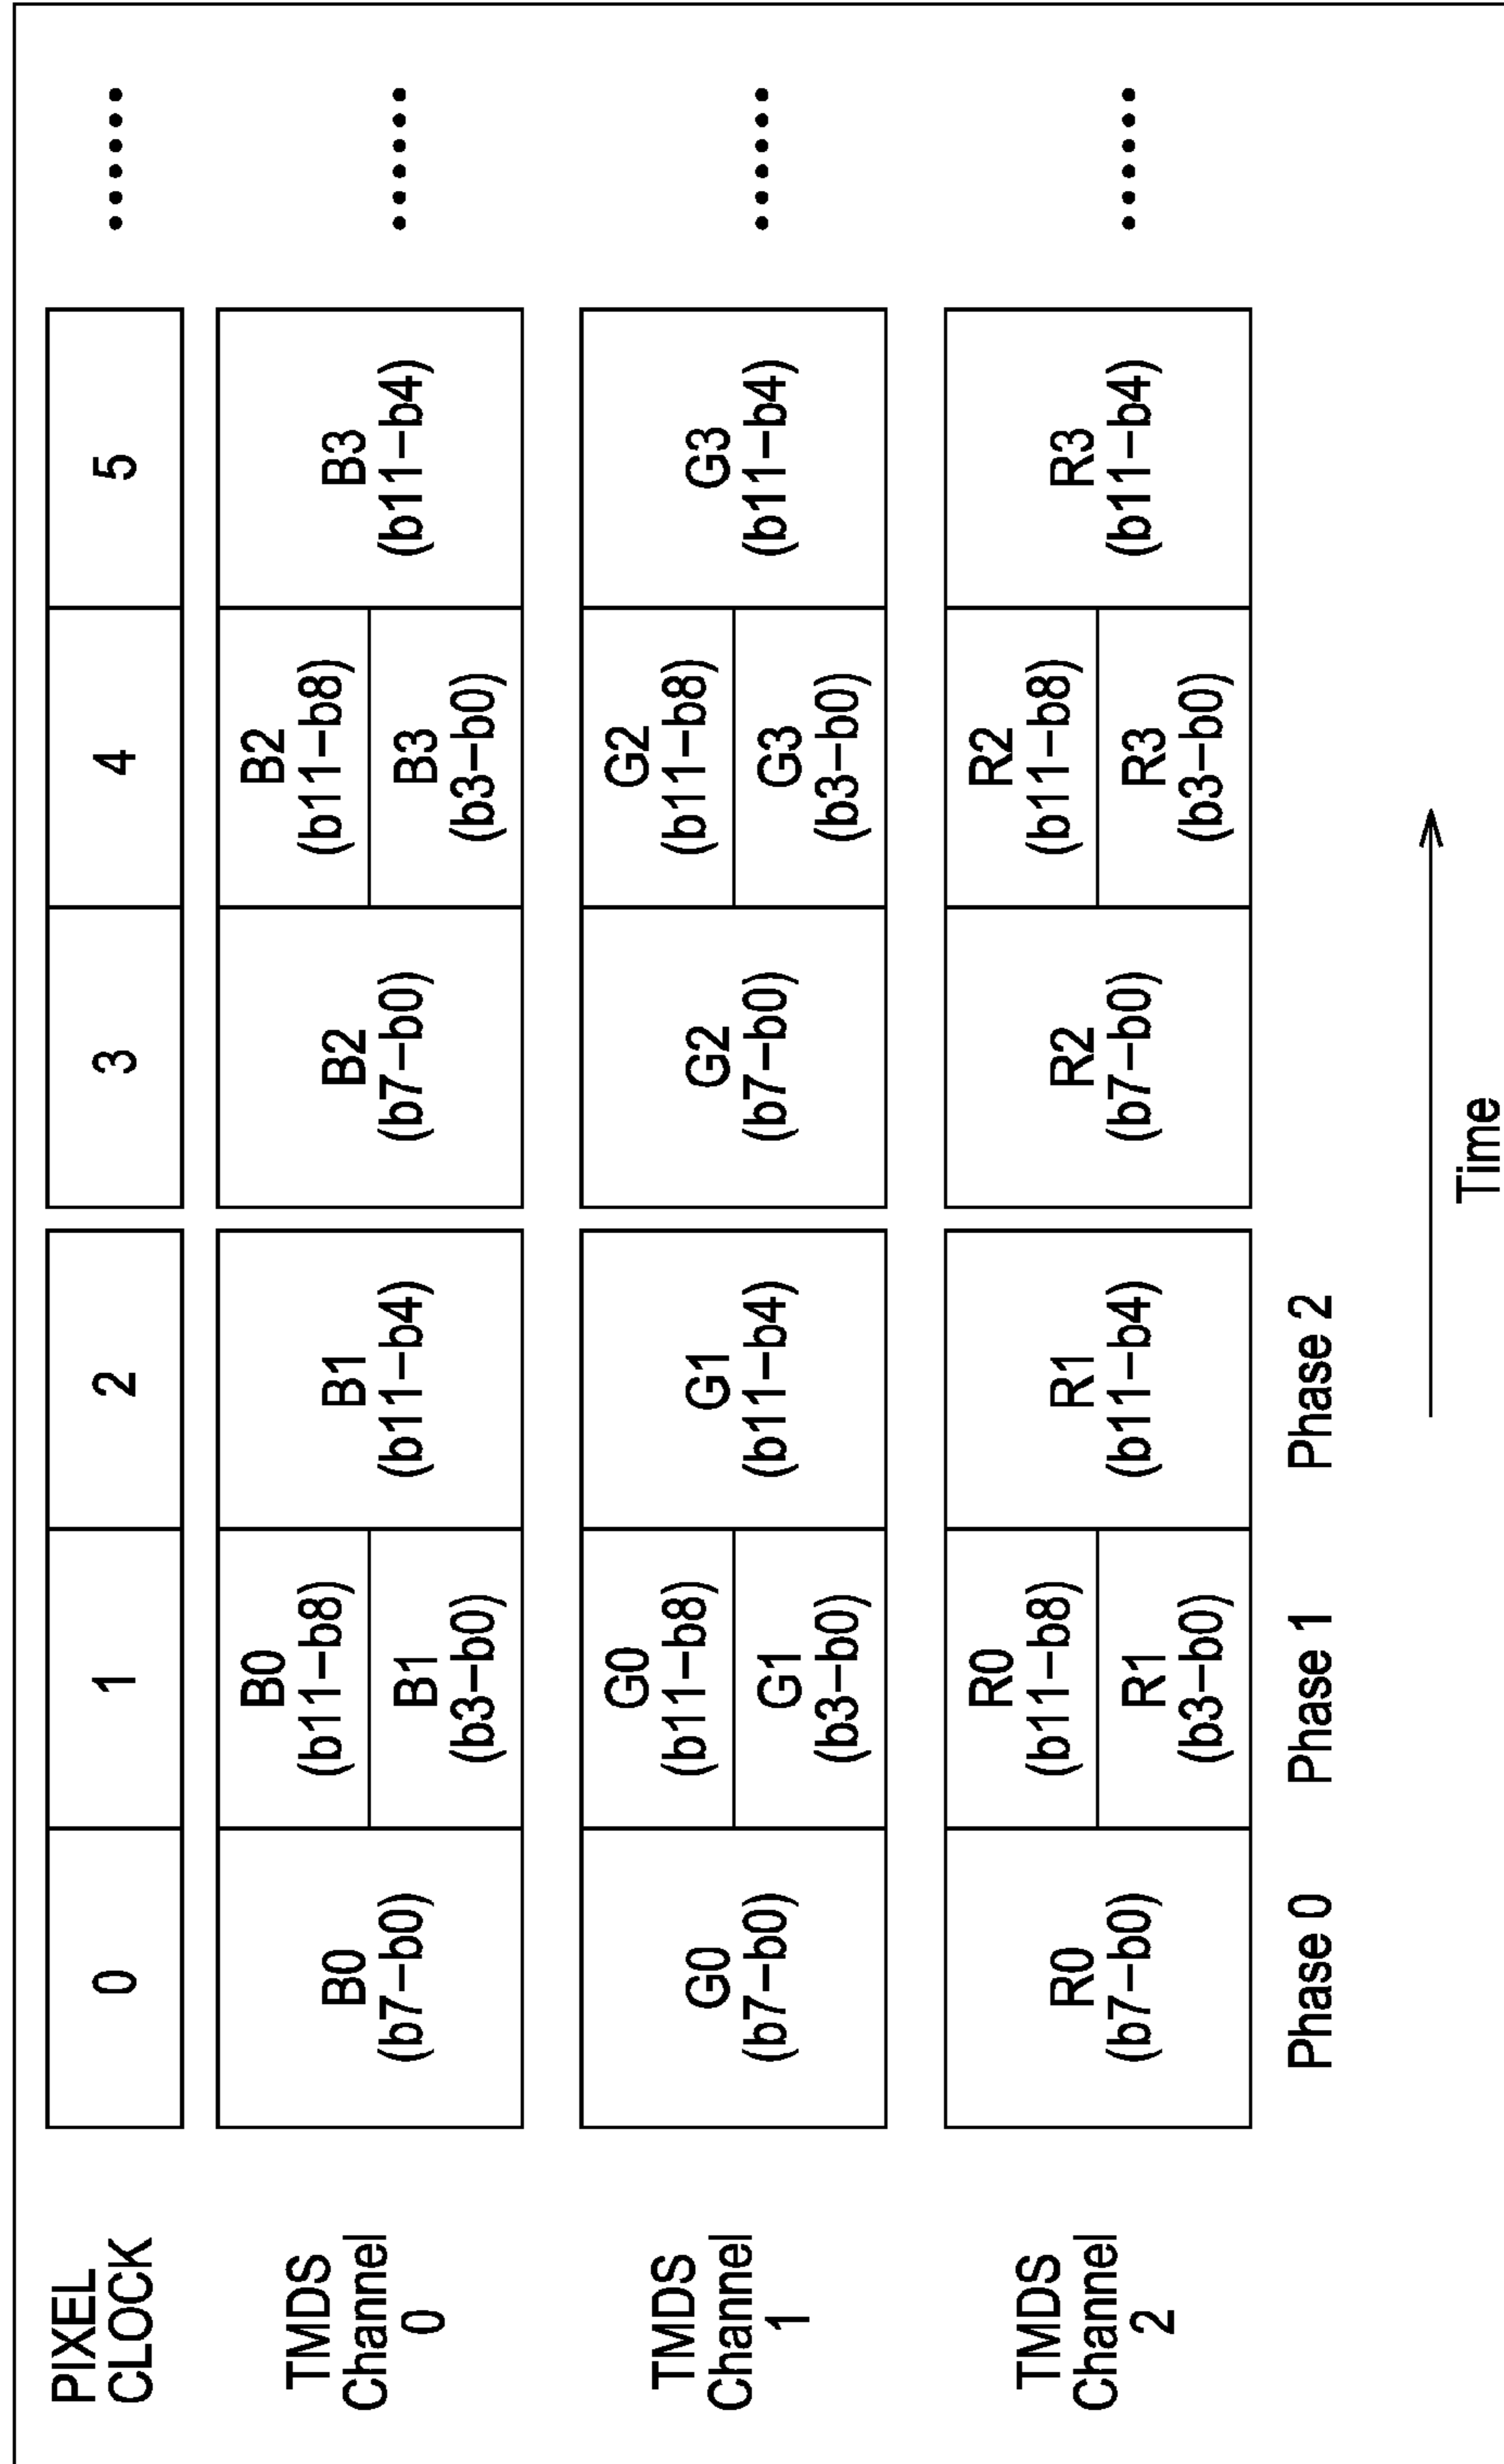 PIXEL
CLOCK
0
1
2
3
4
5
......
TMDS
Channel
0
B0
(b7-b0)
B0
(b11-b8)
B1
(b3-b0)
B1
(b11-b4)
B2
(b7-b0)
B2
(b11-b8)
B3
(b3-b0)
B3
(b11-b4)
......
TMDS
Channel
1
G0
(b7-b0)
G0
(b11-b8)
G1
(b3-b0)
G1
(b11-b4)
G2
(b7-b0)
G2
(b11-b8)
G3
(b3-b0)
G3
(b11-b4)
......
TMDS
Channel
2
R0
(b7-b0)
R0
(b11-b8)
R1
(b3-b0)
R1
(b11-b4)
R2
(b7-b0)
R2
(b11-b8)
R3
(b3-b0)
R3
(b11-b4)
......
Phase 0
Phase 1
Phase 2
Time